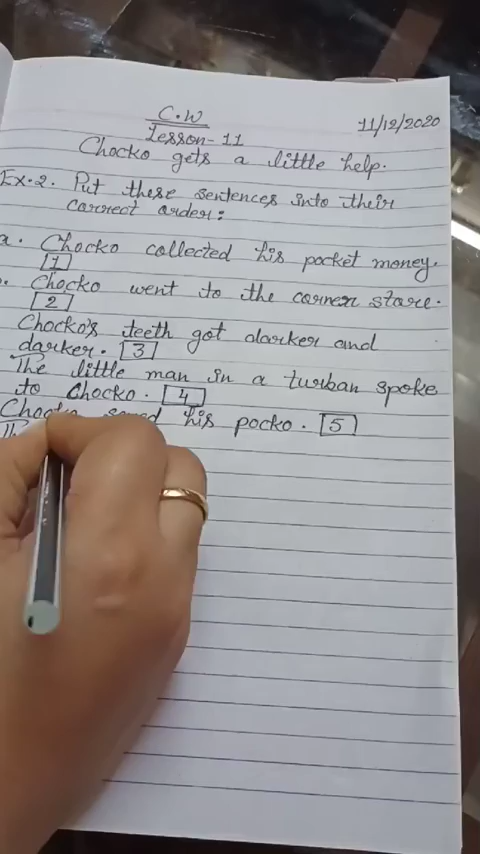 C.W
11/12/2020
Lesson-11
Chocko gets a little help.
Ex.2. Put these sentences into their
correct order:
a. Chocko collected his pocket money.
1
. Chocko went to the corner store.
2
Chocko's teeth got darker and
darker. 3
The little man in a turban spoke
to Chocko. 4
his pocko. 5